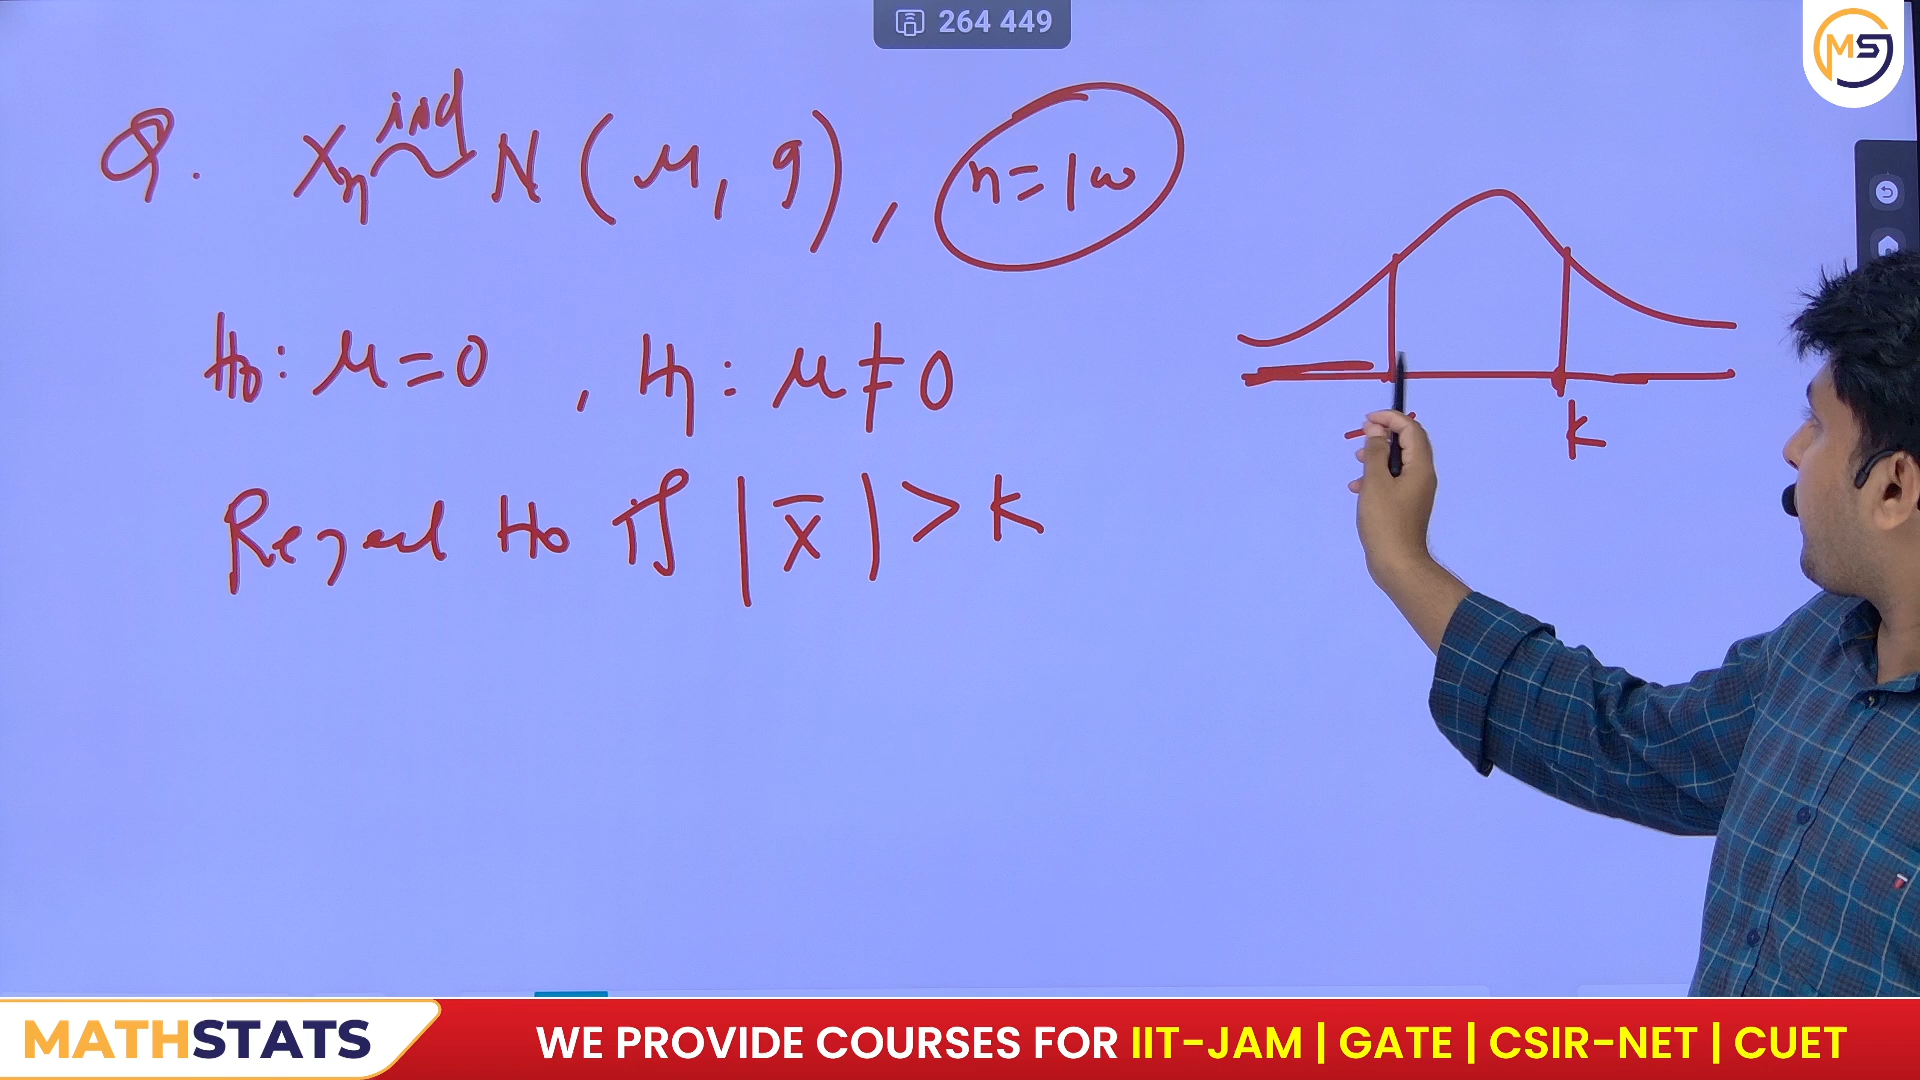 264 449
MS
Q. Xn ind ~ N (μ, 9), n=100
H0: μ=0, H1: μ≠0
Reject H0 if |x̄| > k
k
MATHSTATS
WE PROVIDE COURSES FOR IIT-JAM | GATE | CSIR-NET | CUET